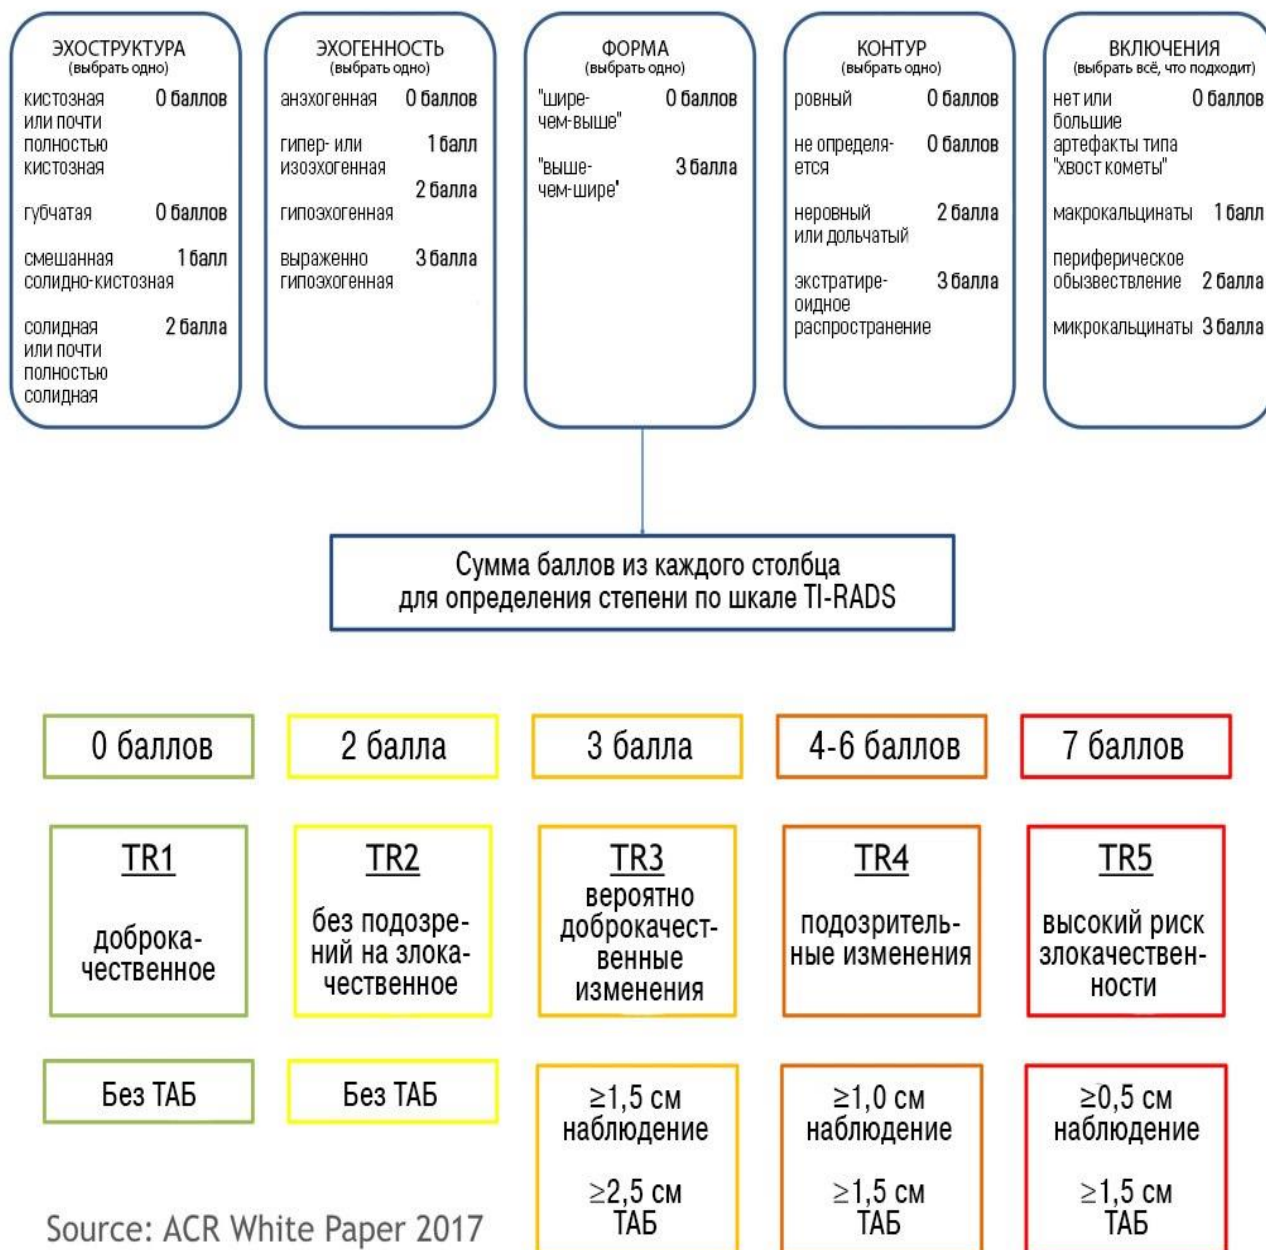 ЭХОСТРУКТУРА
(выбрать одно)
кистозная 0 баллов
или почти
полностью
кистозная
губчатая 0 баллов
смешанная 1 балл
солидно-кистозная
солидная 2 балла
или почти
полностью
солидная
ЭХОГЕННОСТЬ
(выбрать одно)
анэхогенная 0 баллов
гипер- или 1 балл
изоэхогенная
2 балла
гипоэхогенная
выраженно 3 балла
гипоэхогенная
ФОРМА
(выбрать одно)
"шире- 0 баллов
чем-выше"
"выше- 3 балла
чем-шире"
КОНТУР
(выбрать одно)
ровный 0 баллов
не определя- 0 баллов
ется
неровный 2 балла
или дольчатый
экстратире- 3 балла
оидное
распространение
ВКЛЮЧЕНИЯ
(выбрать всё, что подходит)
нет или 0 баллов
большие
артефакты типа
"хвост кометы"
макрокальцинаты 1 балл
периферическое
обызвествление 2 балла
микрокальцинаты 3 балла
Сумма баллов из каждого столбца
для определения степени по шкале TI-RADS
0 баллов
2 балла
3 балла
4-6 баллов
7 баллов
TR1
доброка-
чественное
TR2
без подозре-
ний на злока-
чественное
TR3
вероятно
доброкачест-
венные
изменения
TR4
подозритель-
ные изменения
TR5
высокий риск
злокачествен-
ности
Без ТАБ
Без ТАБ
≥1,5 см
наблюдение
≥2,5 см
ТАБ
≥1,0 см
наблюдение
≥1,5 см
ТАБ
≥0,5 см
наблюдение
≥1,5 см
ТАБ
Source: ACR White Paper 2017